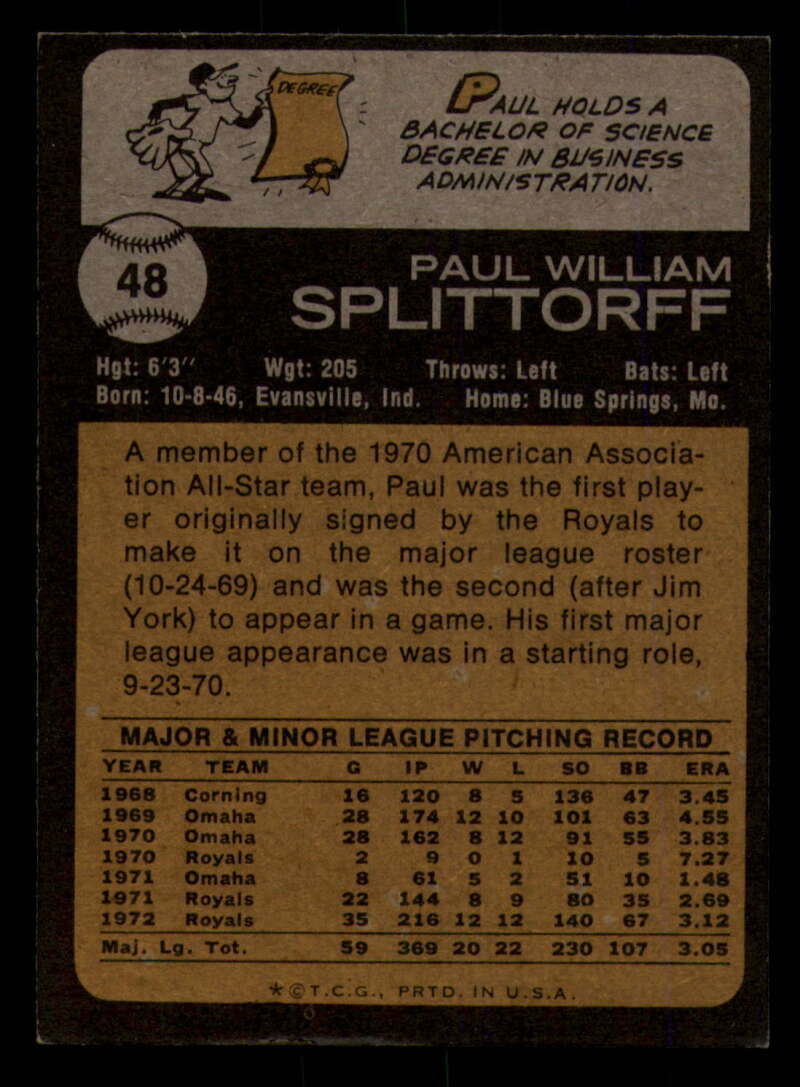 DEGREE
PAUL HOLDS A
BACHELOR OF SCIENCE
DEGREE IN BUSINESS
ADMINISTRATION.
48
PAUL WILLIAM
SPLITTORFF
Hgt: 6'3" Wgt: 205 Throws: Left Bats: Left
Born: 10-8-46, Evansville, Ind. Home: Blue Springs, Mo.
A member of the 1970 American Associa-
tion All-Star team, Paul was the first play-
er originally signed by the Royals to
make it on the major league roster
(10-24-69) and was the second (after Jim
York) to appear in a game. His first major
league appearance was in a starting role,
9-23-70.
MAJOR & MINOR LEAGUE PITCHING RECORD
YEAR TEAM G IP W L SO BB ERA
1968 Corning 16 120 8 5 136 47 3.45
1969 Omaha 28 174 12 10 101 63 4.55
1970 Omaha 28 162 8 12 91 55 3.83
1970 Royals 2 9 0 1 10 5 7.27
1971 Omaha 8 61 5 2 51 10 1.48
1971 Royals 22 144 8 9 80 35 2.69
1972 Royals 35 216 12 12 140 67 3.12
Maj. Lg. Tot. 59 369 20 22 230 107 3.05
*©T.C.G., PRTD. IN U.S.A.